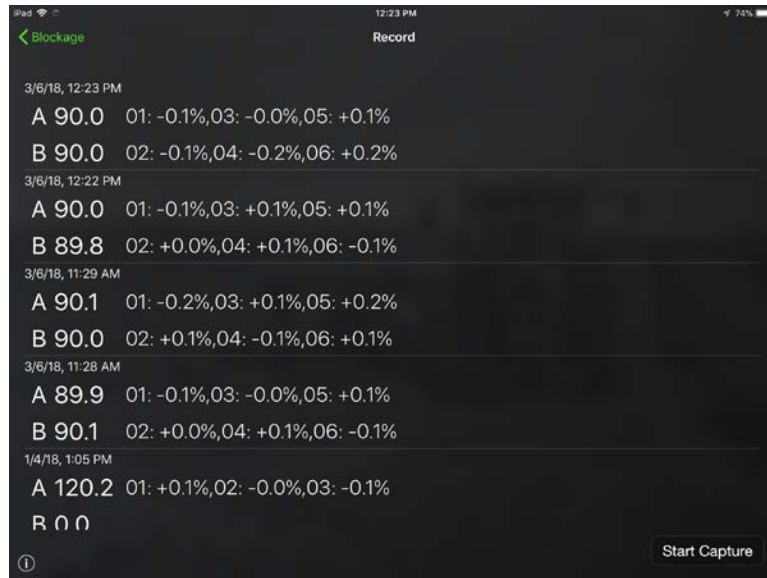 iPad 12:23 PM 74%
Blockage Record
3/6/18, 12:23 PM
A 90.0 01: -0.1%,03: -0.0%,05: +0.1%
B 90.0 02: -0.1%,04: -0.2%,06: +0.2%
3/6/18, 12:22 PM
A 90.0 01: -0.1%,03: +0.1%,05: +0.1%
B 89.8 02: +0.0%,04: +0.1%,06: -0.1%
3/6/18, 11:29 AM
A 90.1 01: -0.2%,03: +0.1%,05: +0.2%
B 90.0 02: +0.1%,04: -0.1%,06: +0.1%
3/6/18, 11:28 AM
A 89.9 01: -0.1%,03: -0.0%,05: +0.1%
B 90.1 02: +0.0%,04: +0.1%,06: -0.1%
1/4/18, 1:05 PM
A 120.2 01: +0.1%,02: -0.0%,03: -0.1%
B 0.0
Start Capture